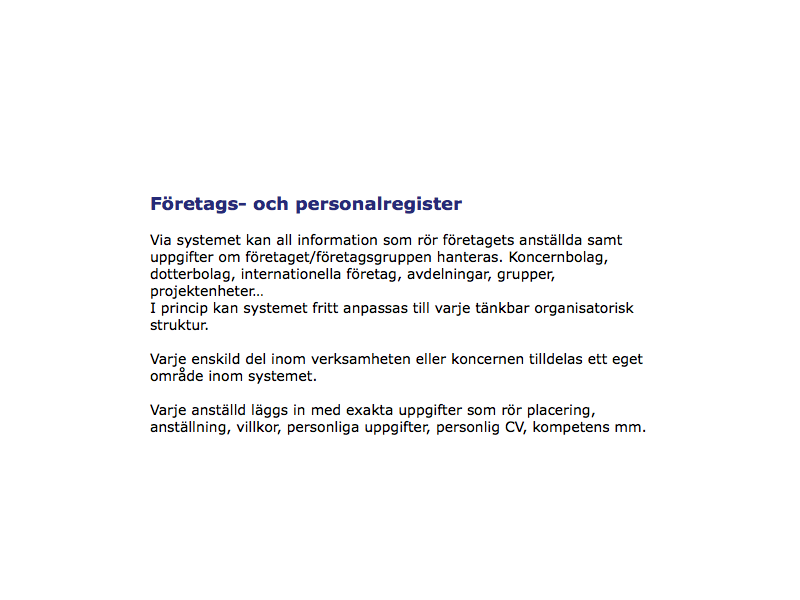 Företags- och personalregister
Via systemet kan all information som rör företagets anställda samt
uppgifter om företaget/företagsgruppen hanteras. Koncernbolag,
dotterbolag, internationella företag, avdelningar, grupper,
projektenheter…
I princip kan systemet fritt anpassas till varje tänkbar organisatorisk
struktur.
Varje enskild del inom verksamheten eller koncernen tilldelas ett eget
område inom systemet.
Varje anställd läggs in med exakta uppgifter som rör placering,
anställning, villkor, personliga uppgifter, personlig CV, kompetens mm.